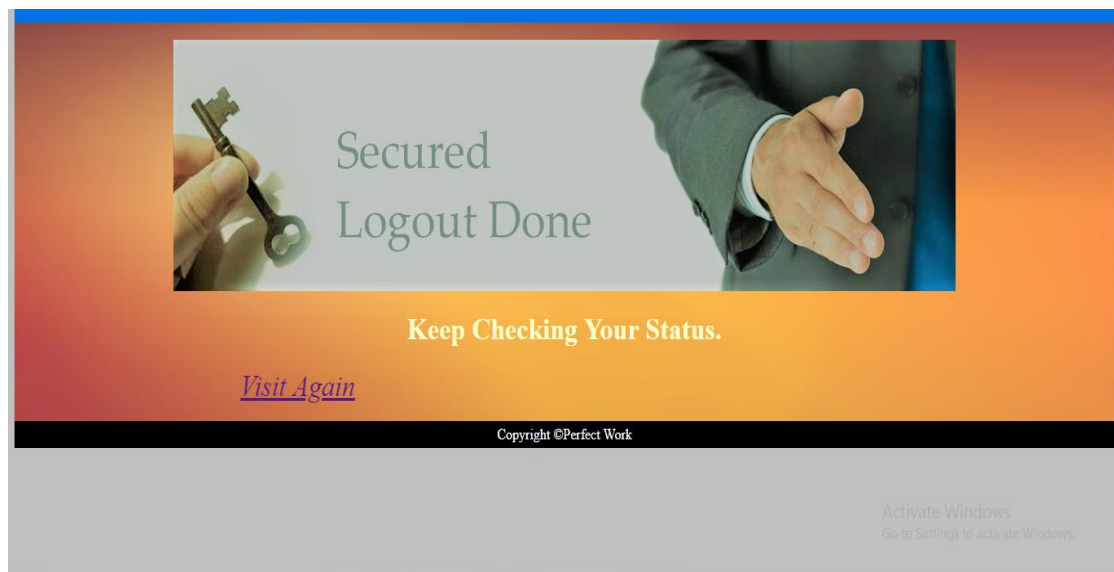 Secured
Logout Done
Keep Checking Your Status.
Visit Again
Copyright ©Perfect Work
Activate Windows
Go to Settings to activate Windows.